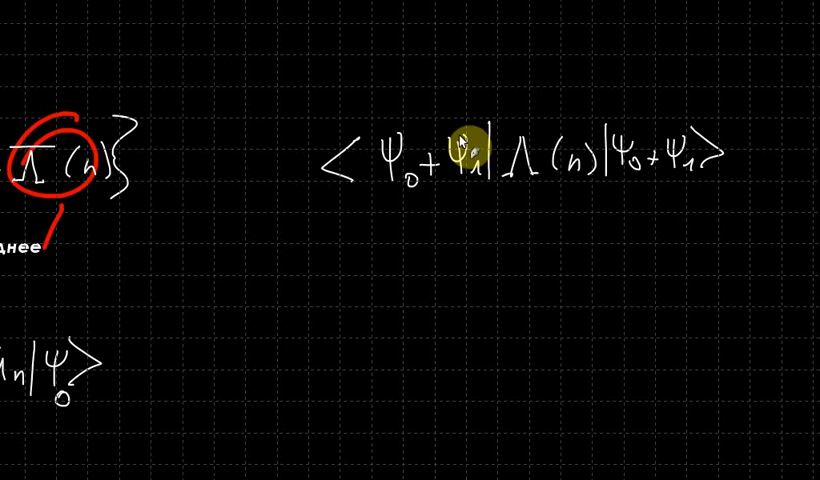 Λ̅ (n)}
< Ψ₀ + Ψ₁| Λ (n) |Ψ₀ + Ψ₁ >
днее
n|Ψ₀ >